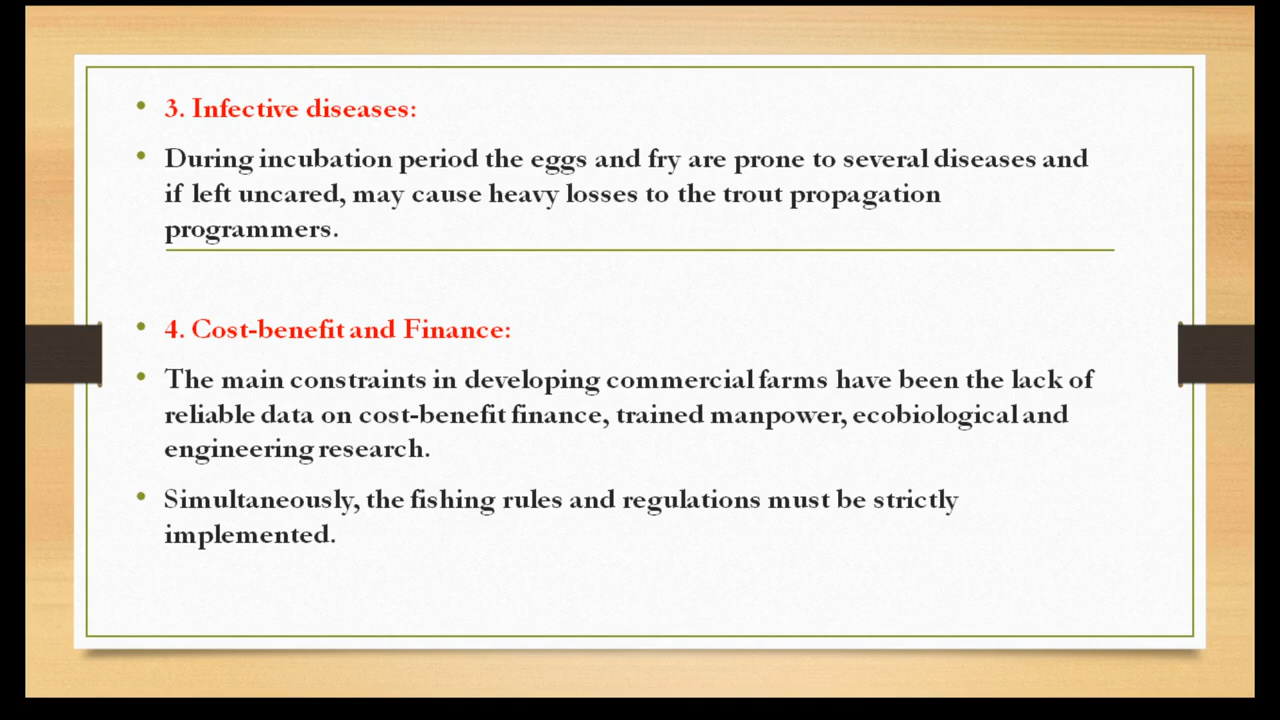 • 3. Infective diseases:
• During incubation period the eggs and fry are prone to several diseases and
if left uncared, may cause heavy losses to the trout propagation
programmers.
• 4. Cost-benefit and Finance:
• The main constraints in developing commercial farms have been the lack of
reliable data on cost-benefit finance, trained manpower, ecobiological and
engineering research.
• Simultaneously, the fishing rules and regulations must be strictly
implemented.